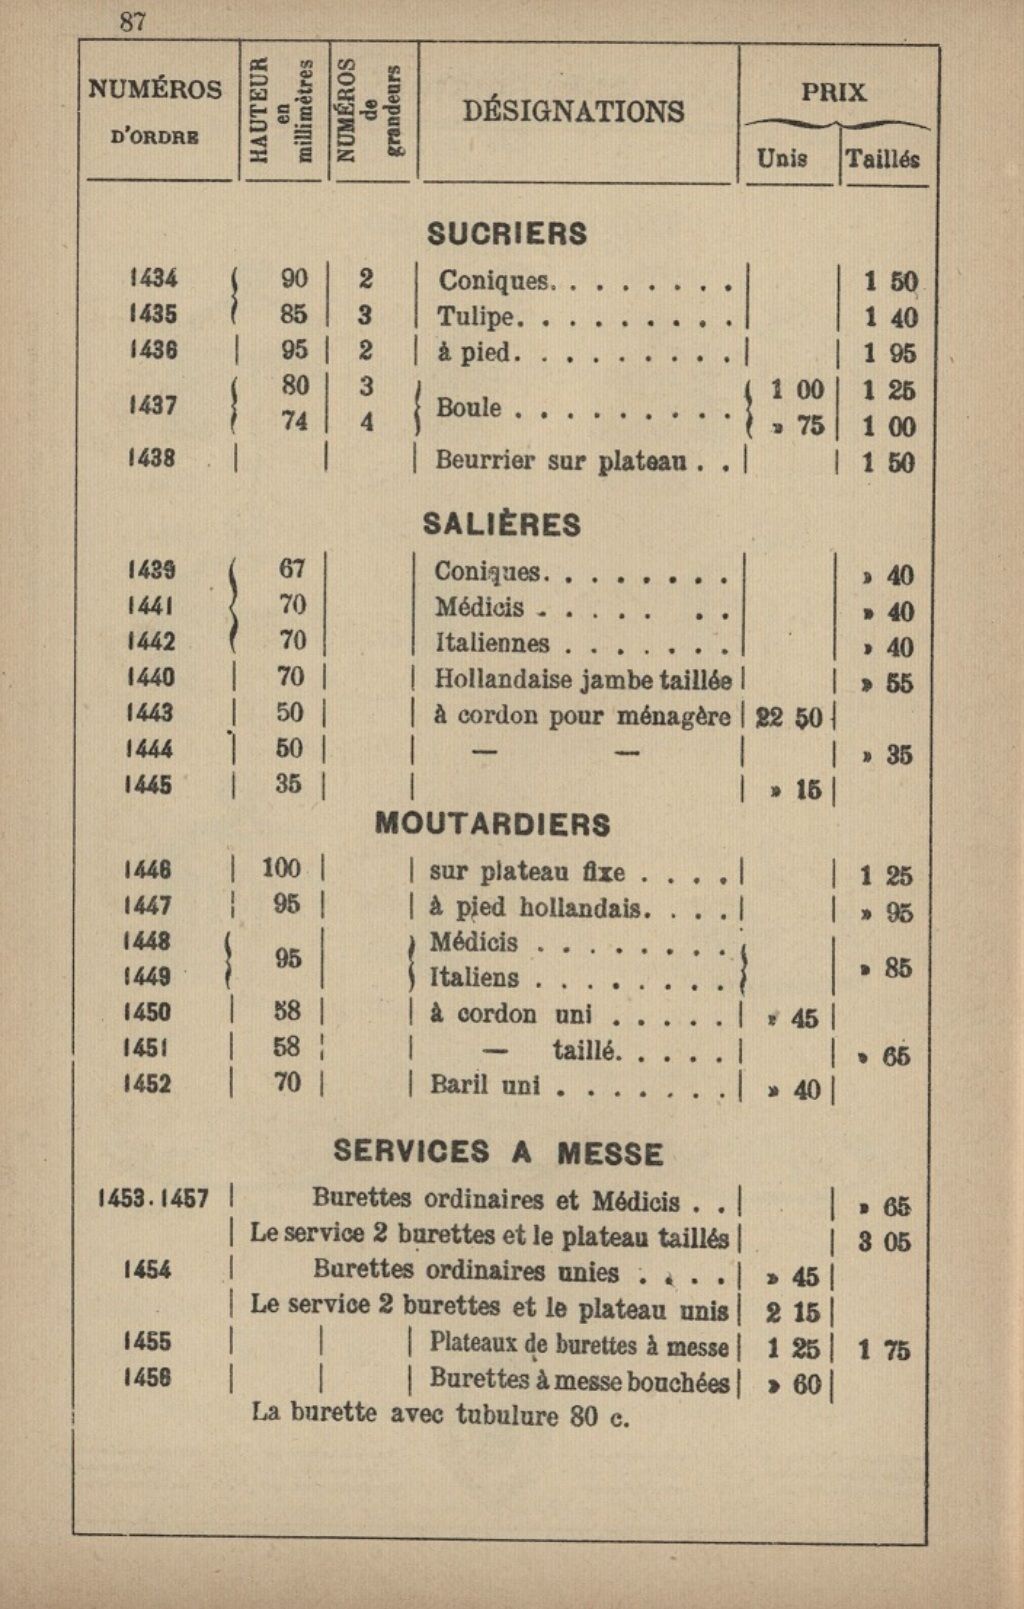 87
NUMÉROS D'ORDRE HAUTEUR en millimètres NUMÉROS de grandeurs DÉSIGNATIONS PRIX Unis Taillés
SUCRIERS
1434 90 2 Coniques. . . . . . . . 1 50
1435 85 3 Tulipe. . . . . . . . . 1 40
1436 95 2 à pied. . . . . . . . . 1 95
1437 80 3 Boule . . . . . . . . 1 00 1 25
74 4 » 75 1 00
1438 Beurrier sur plateau . . 1 50
SALIÈRES
1439 67 Coniques. . . . . . . . » 40
1441 70 Médicis . . . . . . . » 40
1442 70 Italiennes . . . . . . . » 40
1440 70 Hollandaise jambe taillée » 55
1443 50 à cordon pour ménagère 22 50
1444 50 — — » 35
1445 35 » 15
MOUTARDIERS
1446 100 sur plateau fixe . . . . 1 25
1447 95 à pied hollandais. . . . » 95
1448 Médicis . . . . . . . .
95 » 85
1449 Italiens . . . . . . . .
1450 58 à cordon uni . . . . . » 45
1451 58 — taillé. . . . . » 65
1452 70 Baril uni . . . . . . . » 40
SERVICES A MESSE
1453.1457 Burettes ordinaires et Médicis . . » 65
Le service 2 burettes et le plateau taillés 3 05
1454 Burettes ordinaires unies . . . . » 45
Le service 2 burettes et le plateau unis 2 15
1455 Plateaux de burettes à messe 1 25 1 75
1456 Burettes à messe bouchées » 60
La burette avec tubulure 80 c.